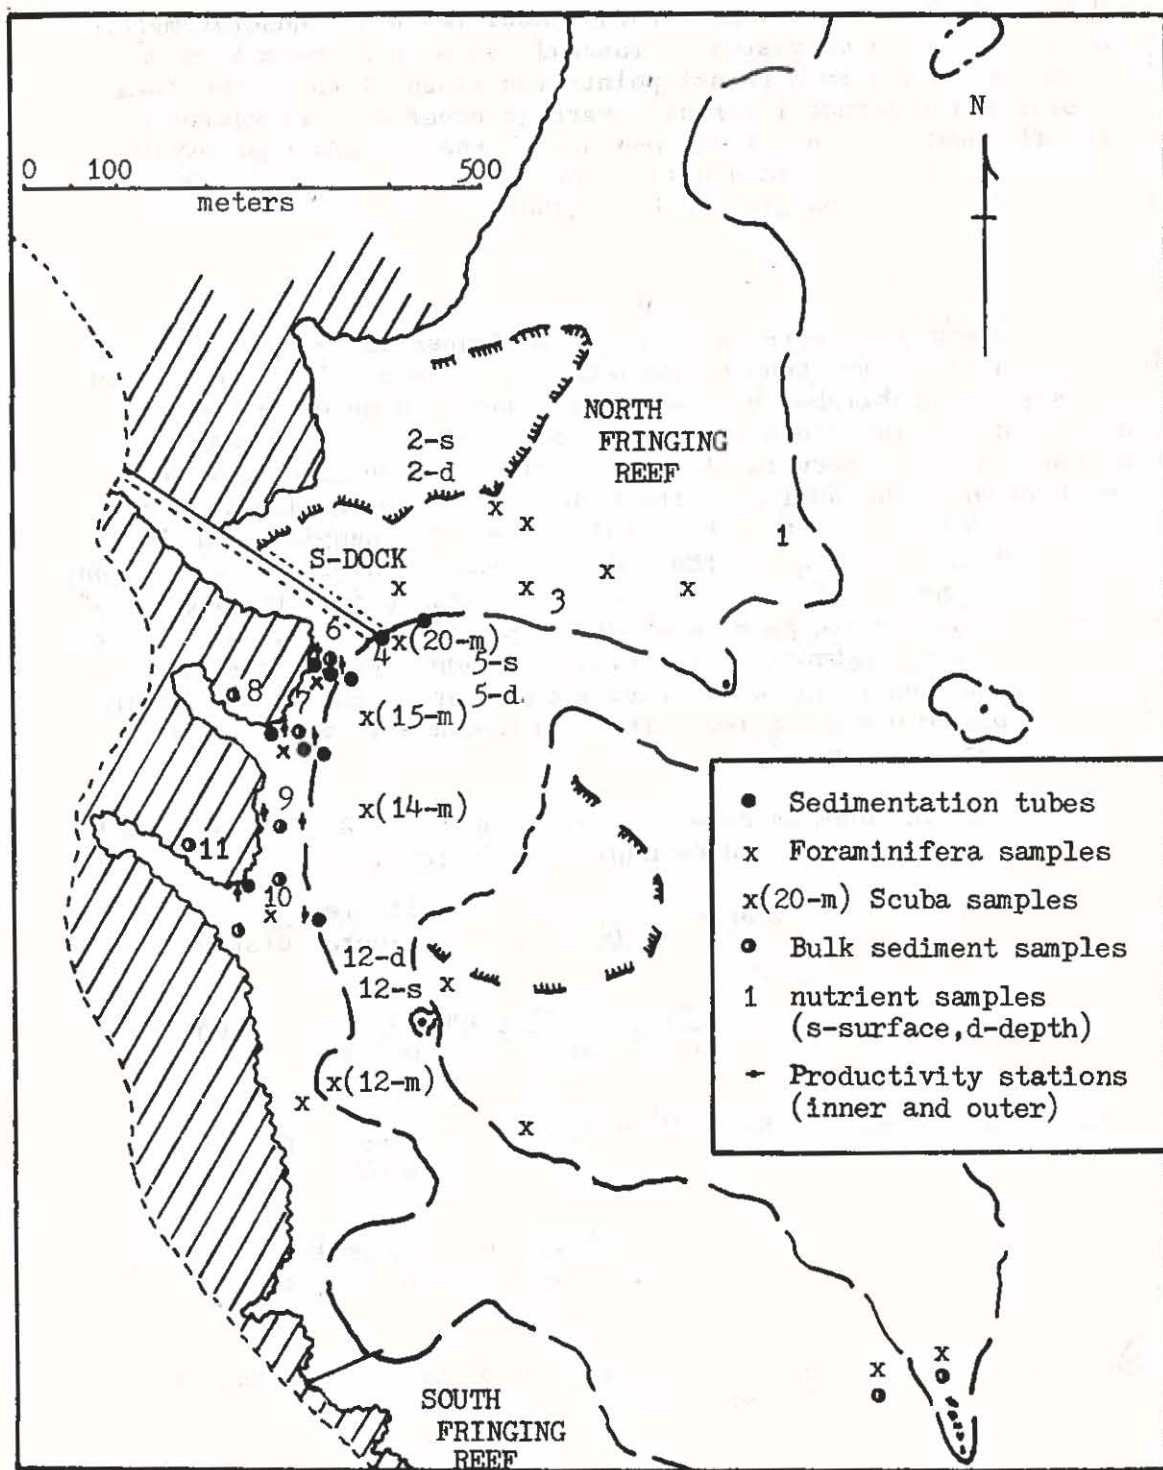 N
0 100 500
meters
2-s
2-d
NORTH
FRINGING
REEF
1
S-DOCK
3
6
4
x(20-m)
5-s
5-d
8
7
x(15-m)
9
x(14-m)
11
10
12-d
12-s
x(12-m)
SOUTH
FRINGING
REEF
Sedimentation tubes
x Foraminifera samples
x(20-m) Scuba samples
Bulk sediment samples
1 nutrient samples
(s-surface,d-depth)
Productivity stations
(inner and outer)